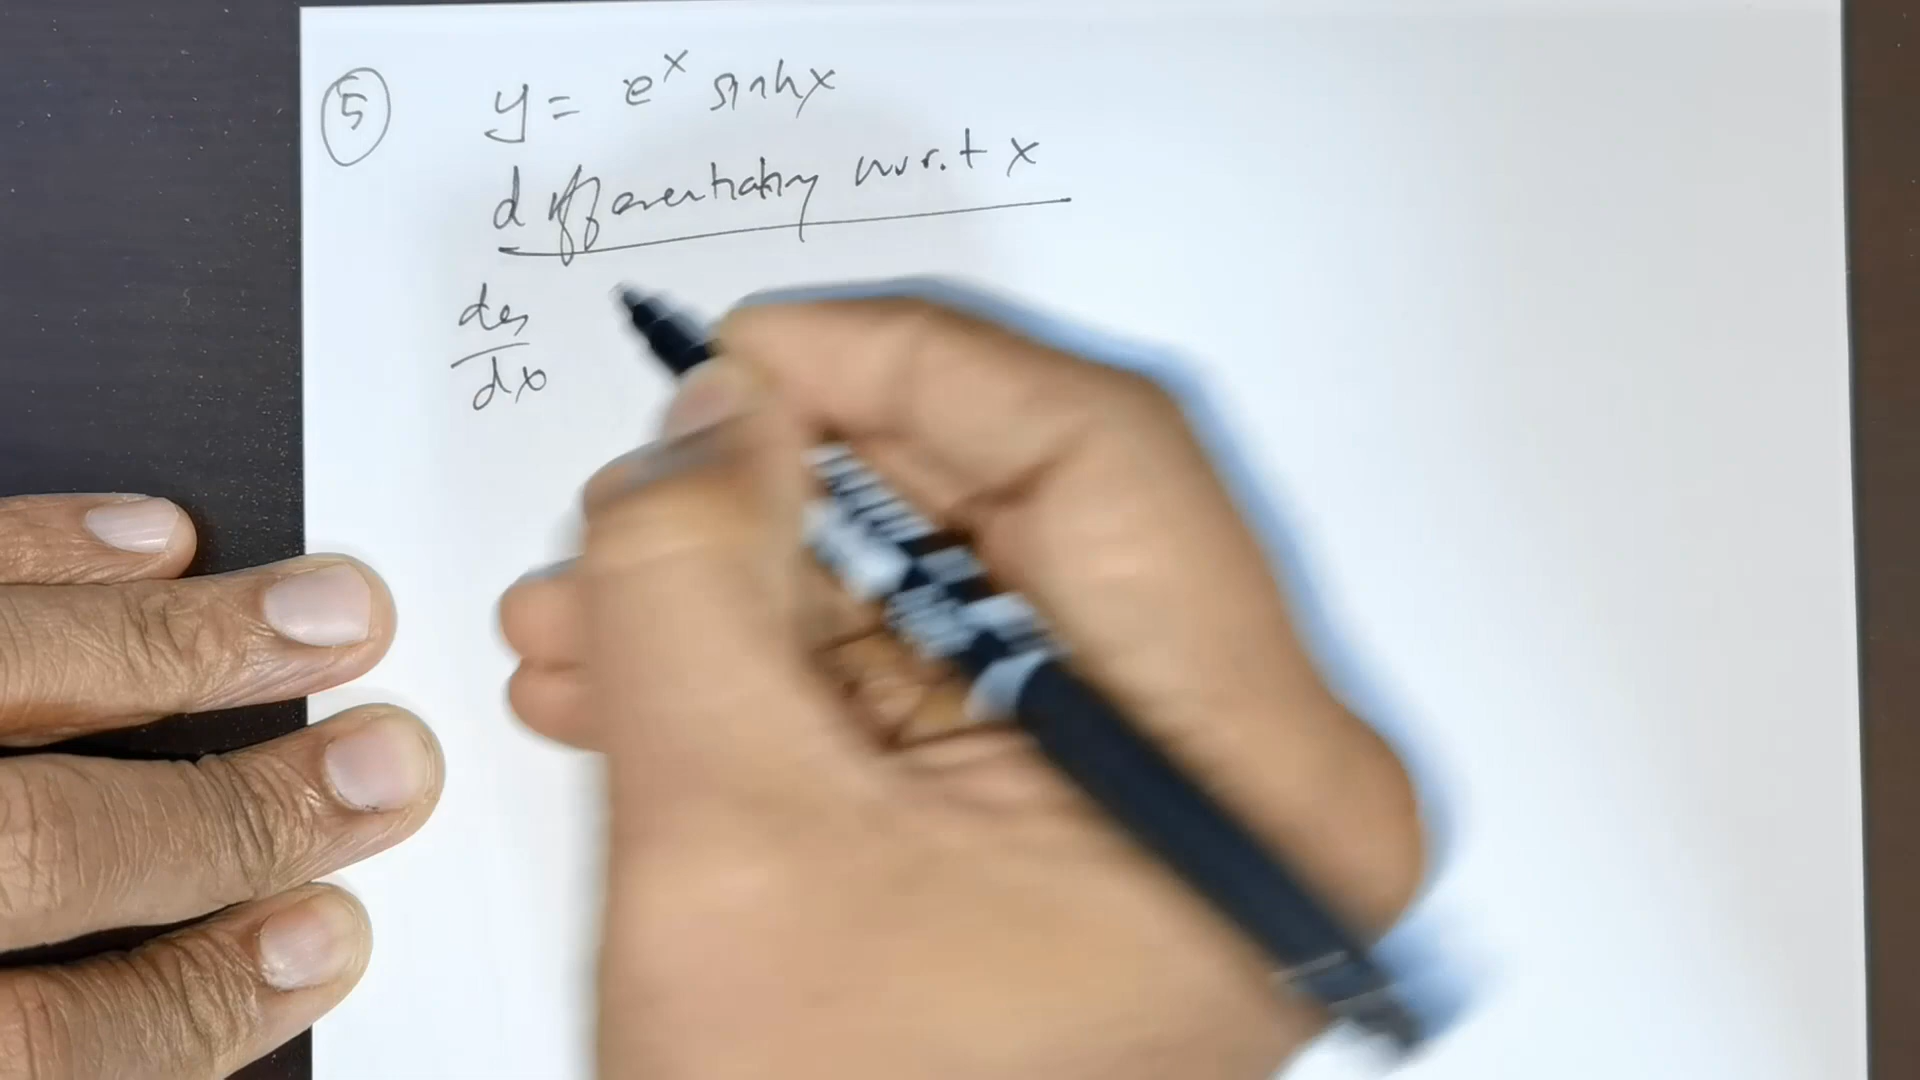 5 y = e^x sinhx
differentiating w.r.t x
dy
dx